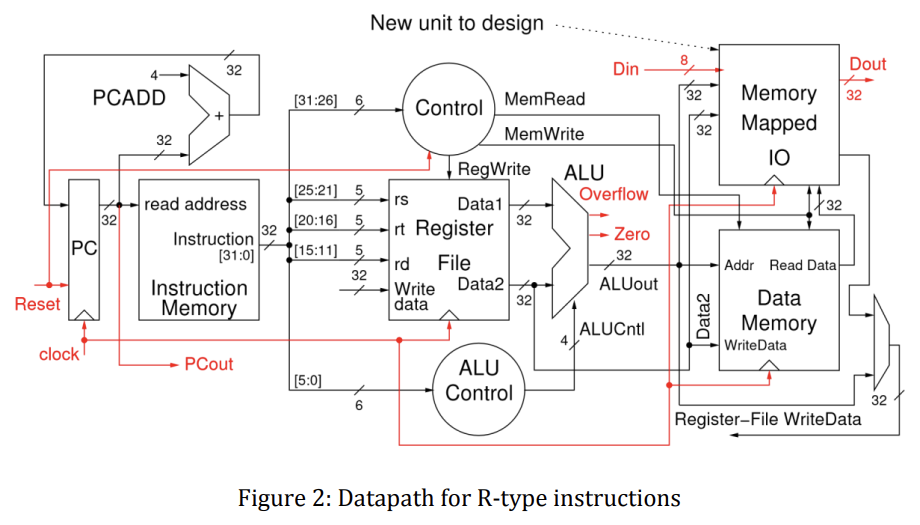 New unit to design
32
4
PCADD
+
32
[31:26]
6
Control
MemRead
MemWrite
RegWrite
ALU
Din
8
32
32
Memory
Mapped
IO
Dout
32
PC
32
read address
Instruction
[31:0]
32
Instruction
Memory
[25:21]
5
rs
[20:16]
5
rt
[15:11]
5
rd
32
Write
data
Register
File
Data1
32
Data2
32
Overflow
Zero
32
ALUout
4
ALUCntl
32
Addr
Read Data
Data
Memory
Data2
WriteData
Reset
clock
PCout
[5:0]
6
ALU
Control
32
Register–File WriteData
Figure 2: Datapath for R-type instructions